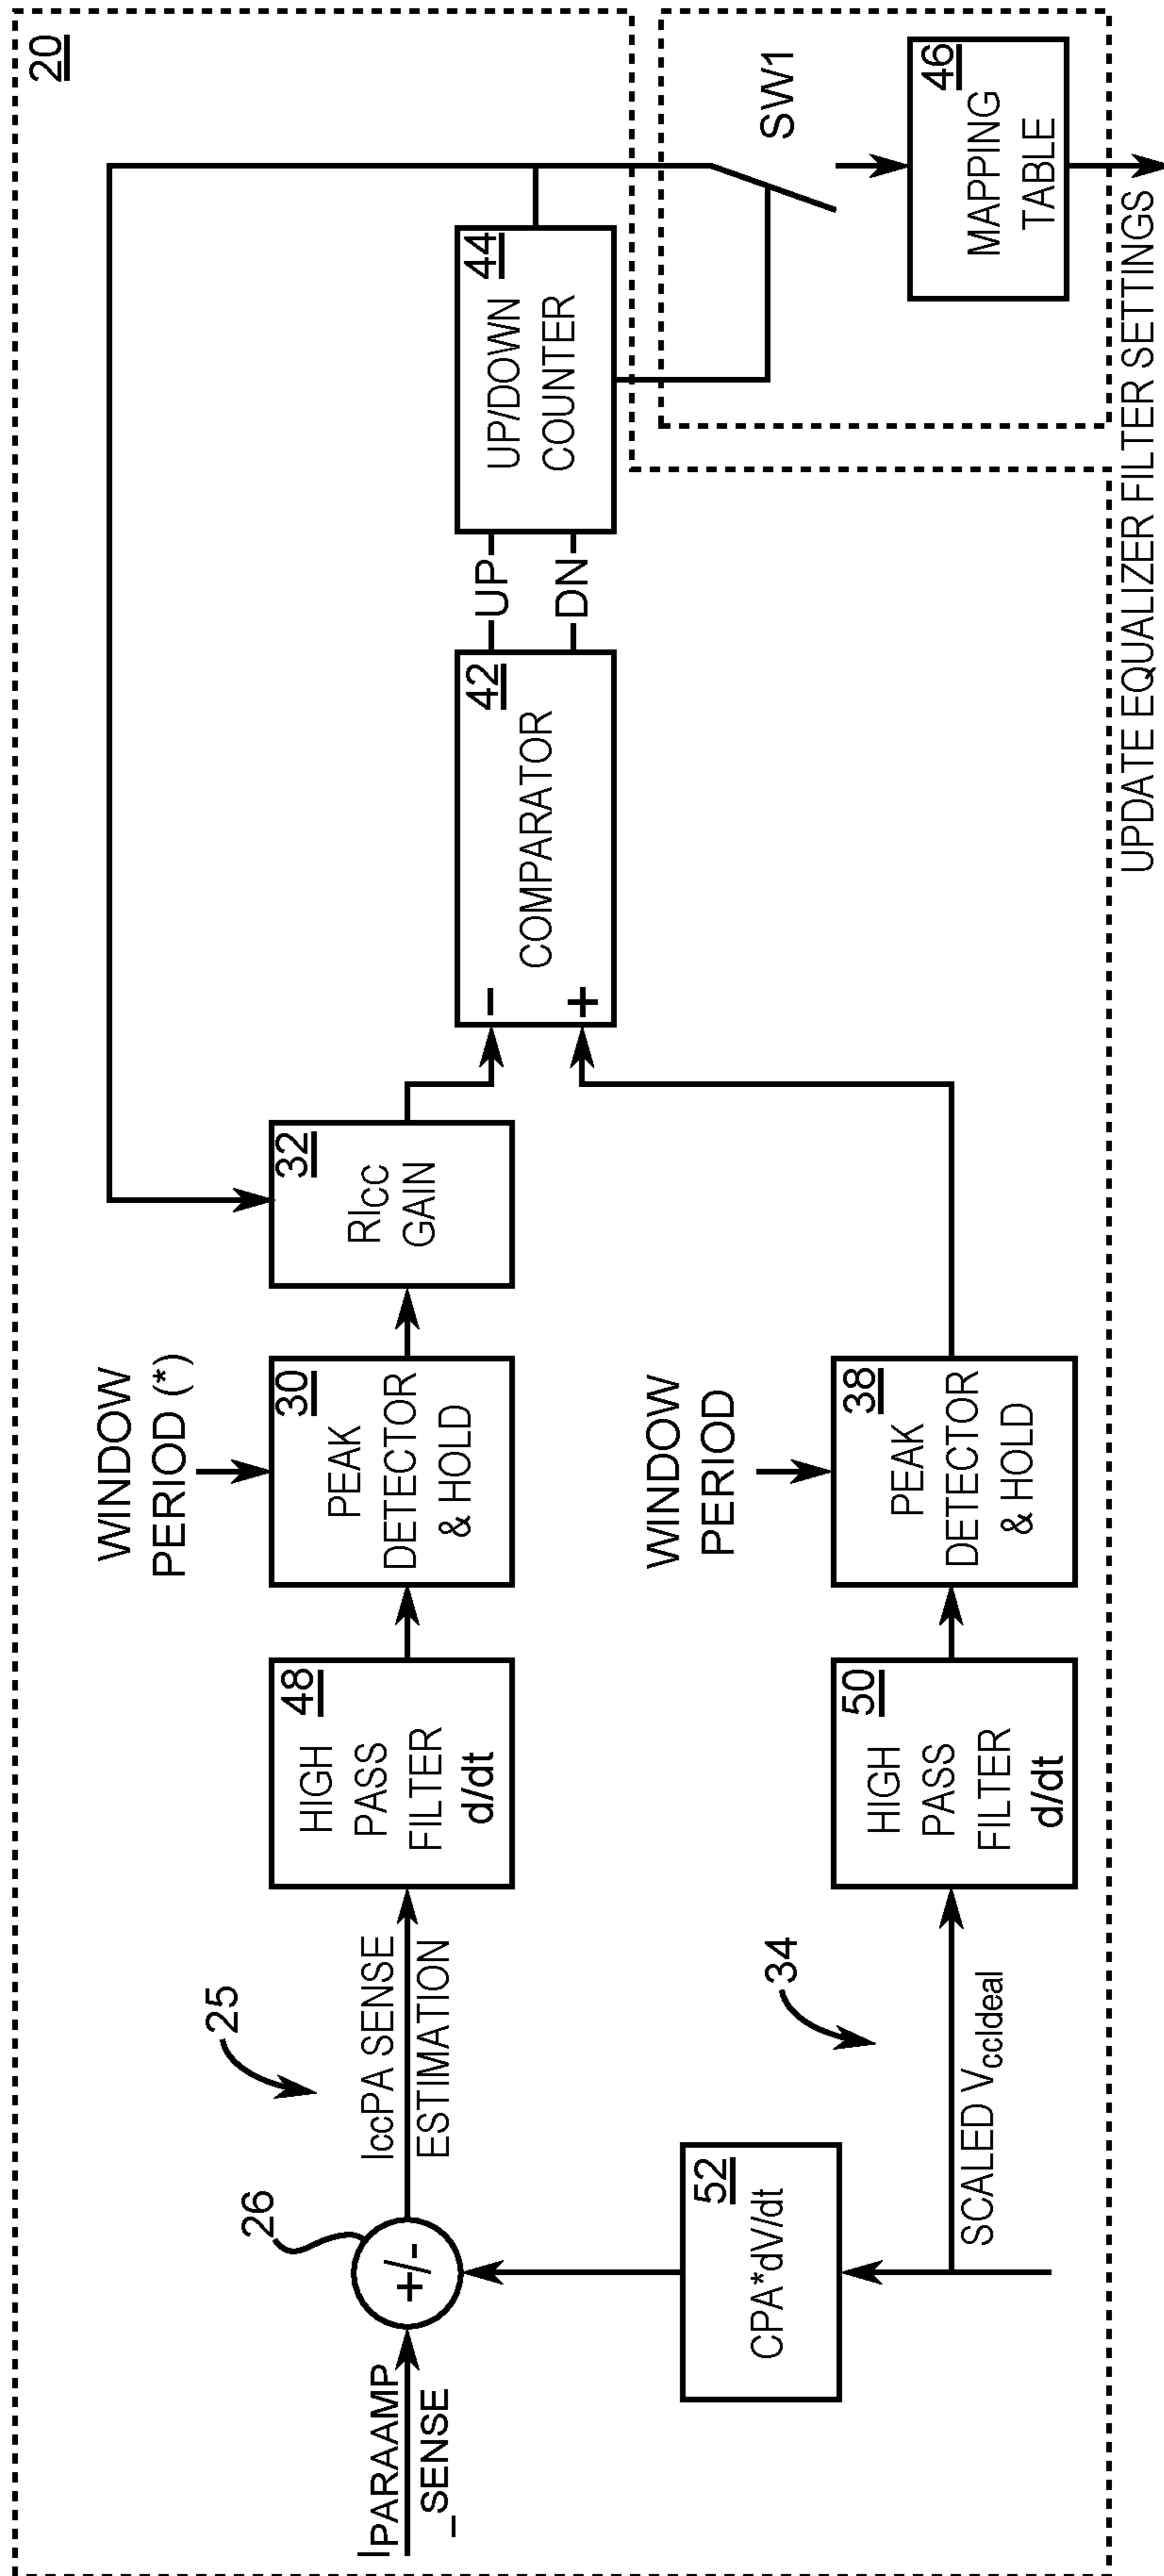 20
IPARAAMP
_SENSE
26
+/-
25
IccPA SENSE
ESTIMATION
48
HIGH
PASS
FILTER
d/dt
WINDOW
PERIOD (*)
30
PEAK
DETECTOR
& HOLD
32
RICC
GAIN
52
CPA*dV/dt
34
SCALED VccIdeal
50
HIGH
PASS
FILTER
d/dt
WINDOW
PERIOD
38
PEAK
DETECTOR
& HOLD
-
+
42
COMPARATOR
UP
DN
44
UP/DOWN
COUNTER
SW1
46
MAPPING
TABLE
UPDATE EQUALIZER FILTER SETTINGS